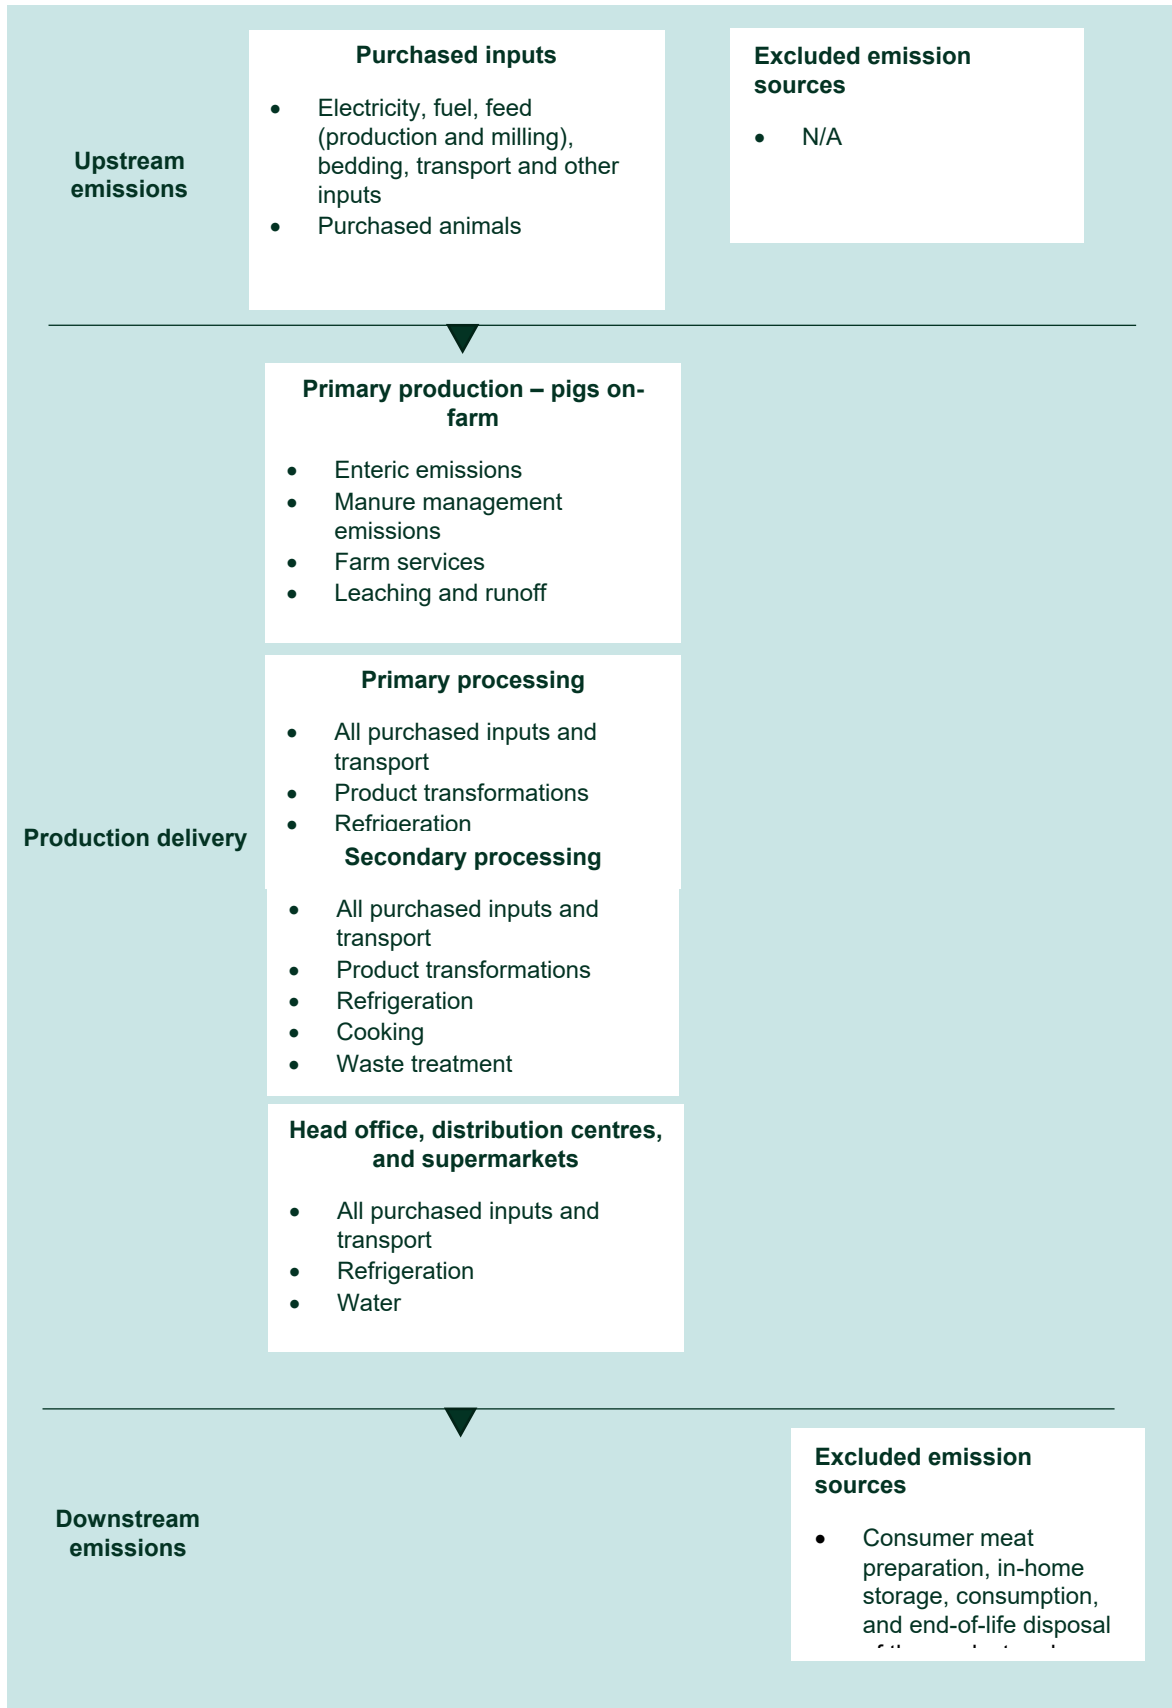 Purchased inputs
• Electricity, fuel, feed
(production and milling),
bedding, transport and other
inputs
• Purchased animals
Excluded emission
sources
• N/A
Upstream
emissions
Primary production – pigs on-
farm
• Enteric emissions
• Manure management
emissions
• Farm services
• Leaching and runoff
Primary processing
• All purchased inputs and
transport
• Product transformations
• Refrigeration
Production delivery
Secondary processing
• All purchased inputs and
transport
• Product transformations
• Refrigeration
• Cooking
• Waste treatment
Head office, distribution centres,
and supermarkets
• All purchased inputs and
transport
• Refrigeration
• Water
Downstream
emissions
Excluded emission
sources
• Consumer meat
preparation, in-home
storage, consumption,
and end-of-life disposal